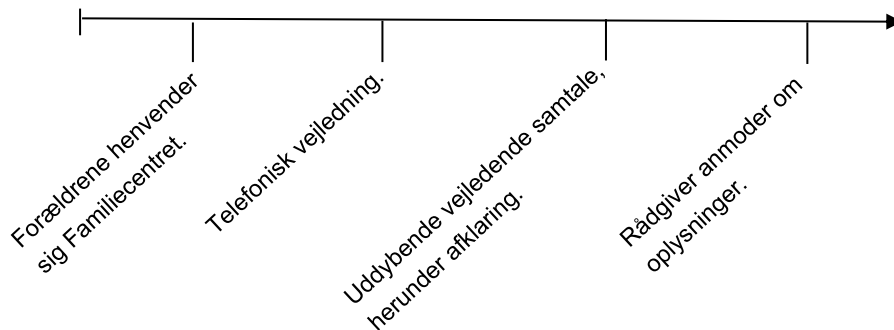 Forældrene henvender
sig Familiecentret.
Telefonisk vejledning.
Uddybende vejledende samtale,
herunder afklaring.
Rådgiver anmoder om
oplysninger.